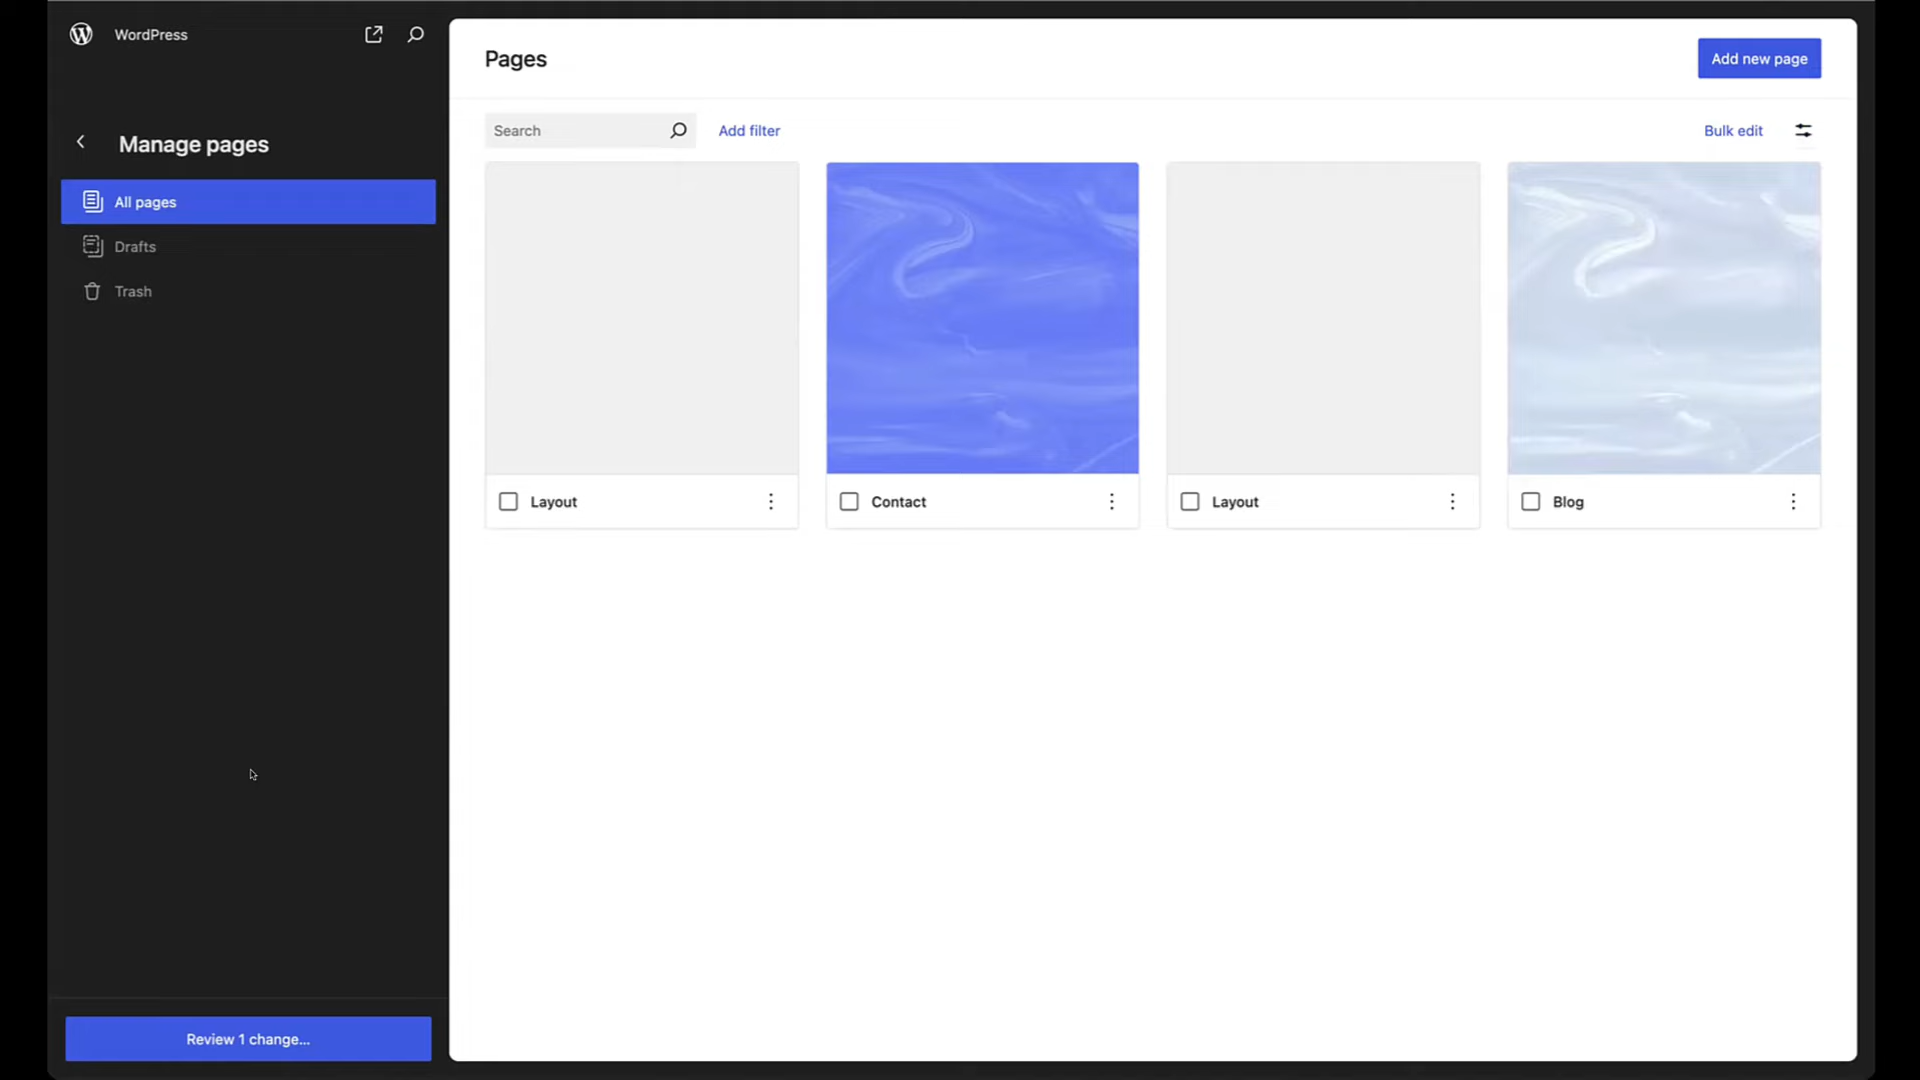 WordPress
Manage pages
All pages
Drafts
Trash
Review 1 change...
Pages
Add new page
Search
Add filter
Bulk edit
Layout
Contact
Layout
Blog